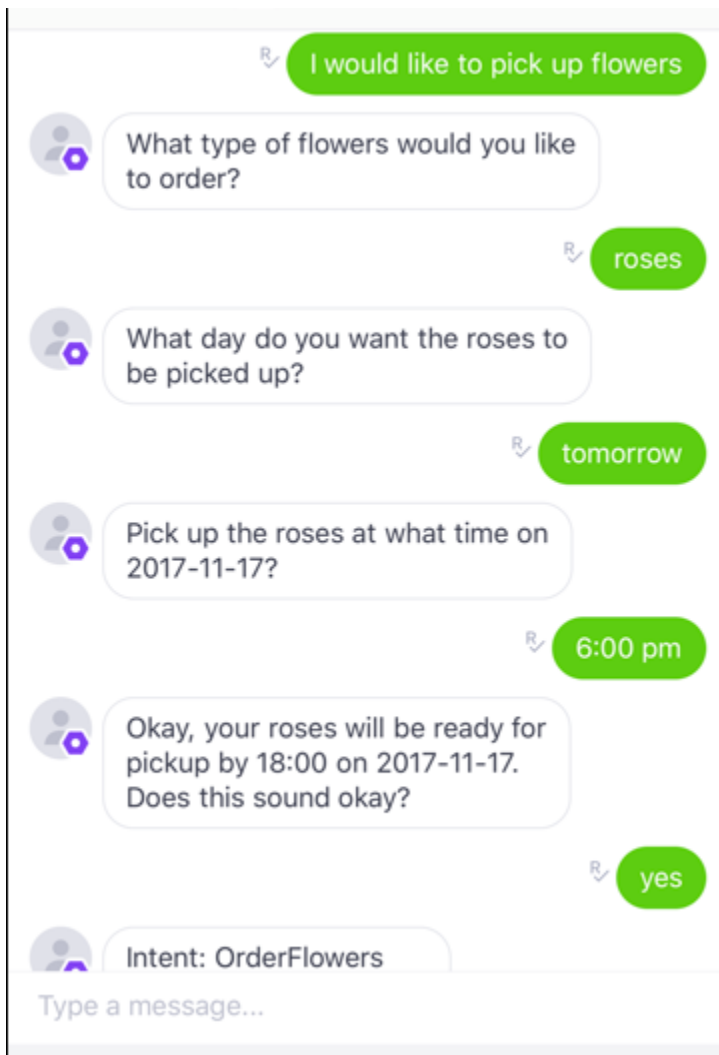 I would like to pick up flowers
What type of flowers would you like
to order?
roses
What day do you want the roses to
be picked up?
tomorrow
Pick up the roses at what time on
2017-11-17?
6:00 pm
Okay, your roses will be ready for
pickup by 18:00 on 2017-11-17.
Does this sound okay?
yes
Intent: OrderFlowers
Type a message...